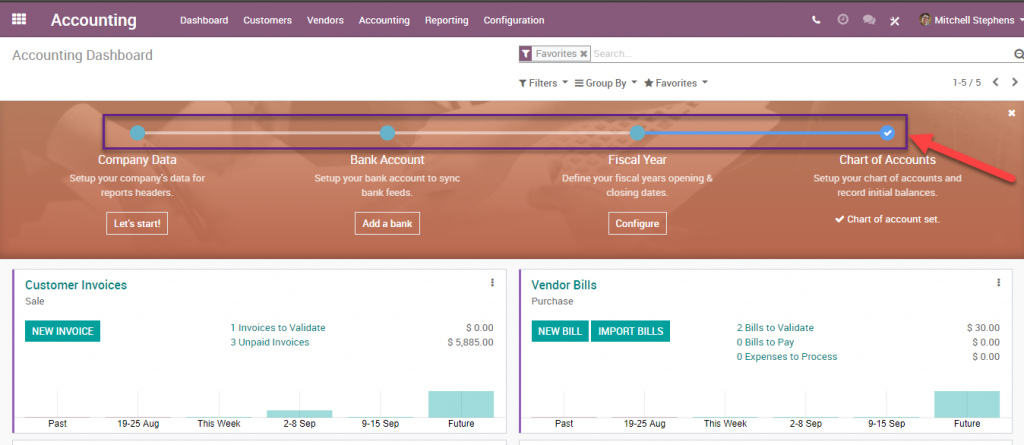 Accounting Dashboard Customers Vendors Accounting Reporting Configuration Mitchell Stephens
Accounting Dashboard
Favorites Search...
Filters Group By Favorites 1-5 / 5
Company Data Bank Account Fiscal Year Chart of Accounts
Setup your company's data for Setup your bank account to sync Define your fiscal years opening & Setup your chart of accounts and
reports headers. bank feeds. closing dates. record initial balances.
Let's start! Add a bank Configure Chart of account set.
Customer Invoices Vendor Bills
Sale Purchase
NEW INVOICE 1 Invoices to Validate $ 0.00 NEW BILL IMPORT BILLS 2 Bills to Validate $ 30.00
3 Unpaid Invoices $ 5,885.00 0 Bills to Pay $ 0.00
0 Expenses to Process $ 0.00
Past 19-25 Aug This Week 2-8 Sep 9-15 Sep Future Past 19-25 Aug This Week 2-8 Sep 9-15 Sep Future